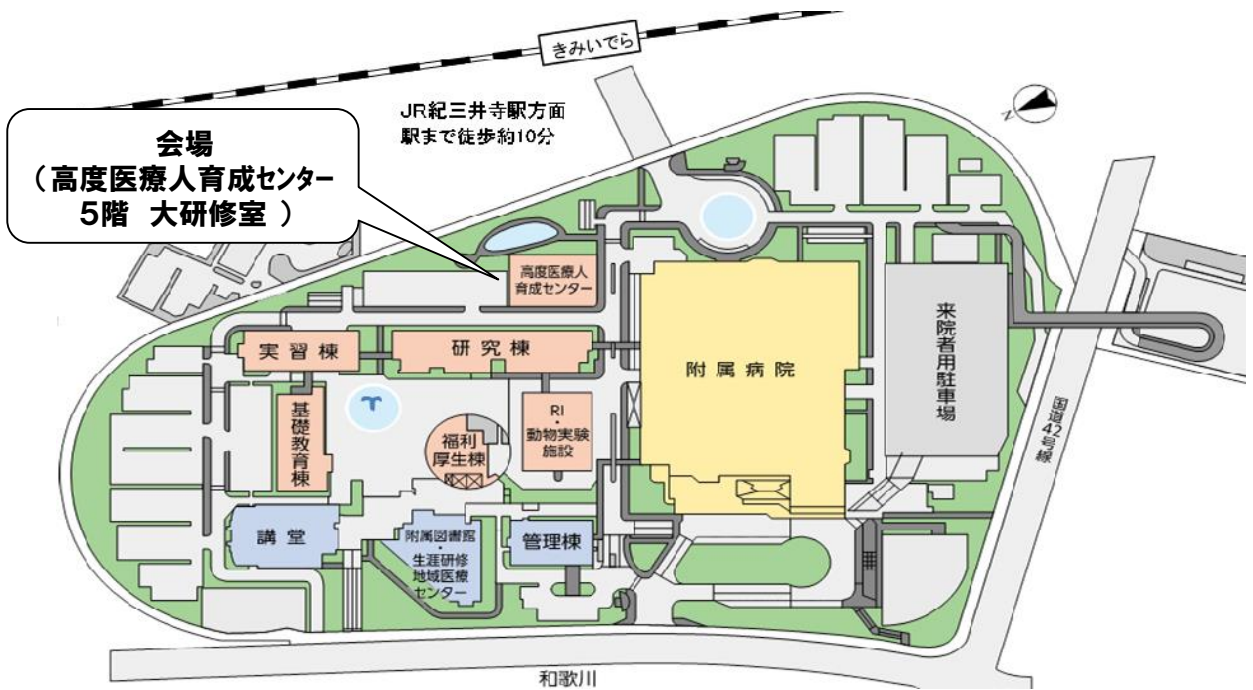 きみいでら
JR紀三井寺駅方面
駅まで徒歩約10分
会場
（高度医療人育成センター
５階　大研修室 ）
N
高度医療人
育成センター
実習棟
研究棟
附属病院
来院者用駐車場
国道42号線
基礎教育棟
福利
厚生棟
RI
・
動物実験
施設
講堂
附属図書館
・
生涯研修
地域医療
センター
管理棟
和歌川